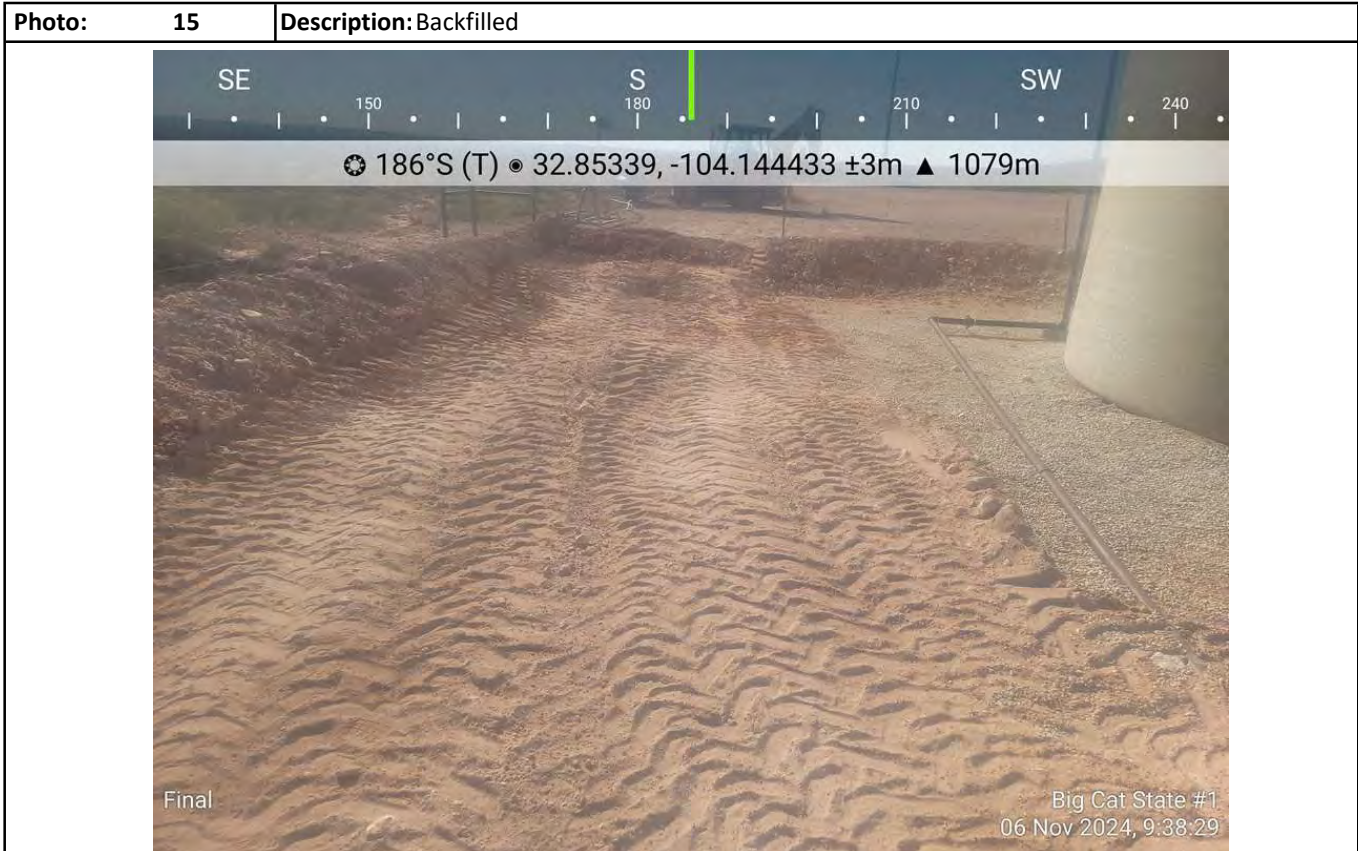 Photo: 15 Description: Backfilled
SE S SW
150 180 210 240
186°S (T) 32.85339, -104.144433 ±3m ▲ 1079m
Final
Big Cat State #1
06 Nov 2024, 9:38:29